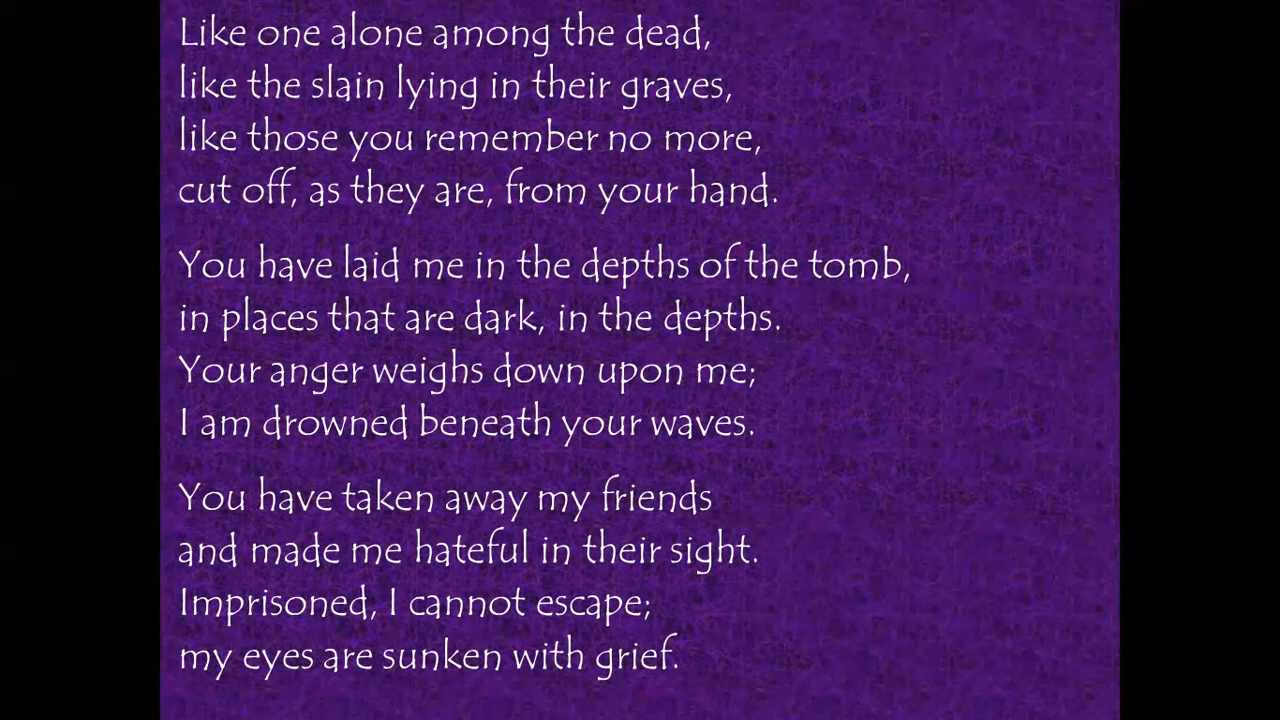 Like one alone among the dead,
like the slain lying in their graves,
like those you remember no more,
cut off, as they are, from your hand.
You have laid me in the depths of the tomb,
in places that are dark, in the depths.
Your anger weighs down upon me;
I am drowned beneath your waves.
You have taken away my friends
and made me hateful in their sight.
Imprisoned, I cannot escape;
my eyes are sunken with grief.